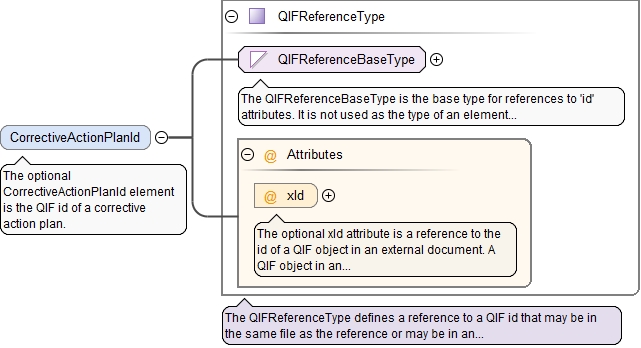 QIFReferenceType
QIFReferenceBaseType
The QIFReferenceBaseType is the base type for references to 'id'
attributes. It is not used as the type of an element...
CorrectiveActionPlanId
The optional
CorrectiveActionPlanId element
is the QIF id of a corrective
action plan.
@ Attributes
@ xId
The optional xId attribute is a reference to the
id of a QIF object in an external document. A
QIF object in an...
The QIFReferenceType defines a reference to a QIF id that may be in
the same file as the reference or may be in an...